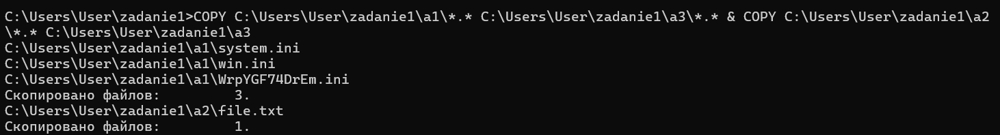 C:\Users\User\zadanie1>COPY C:\Users\User\zadanie1\a1\*.* C:\Users\User\zadanie1\a3\*.* & COPY C:\Users\User\zadanie1\a2
\*.* C:\Users\User\zadanie1\a3
C:\Users\User\zadanie1\a1\system.ini
C:\Users\User\zadanie1\a1\win.ini
C:\Users\User\zadanie1\a1\WrpYGF74DrEm.ini
Скопировано файлов:         3.
C:\Users\User\zadanie1\a2\file.txt
Скопировано файлов:         1.